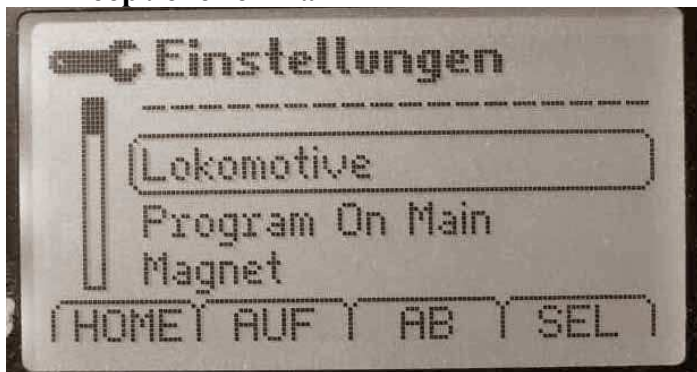 Einstellungen
Lokomotive
Program On Main
Magnet
HOME AUF AB SEL